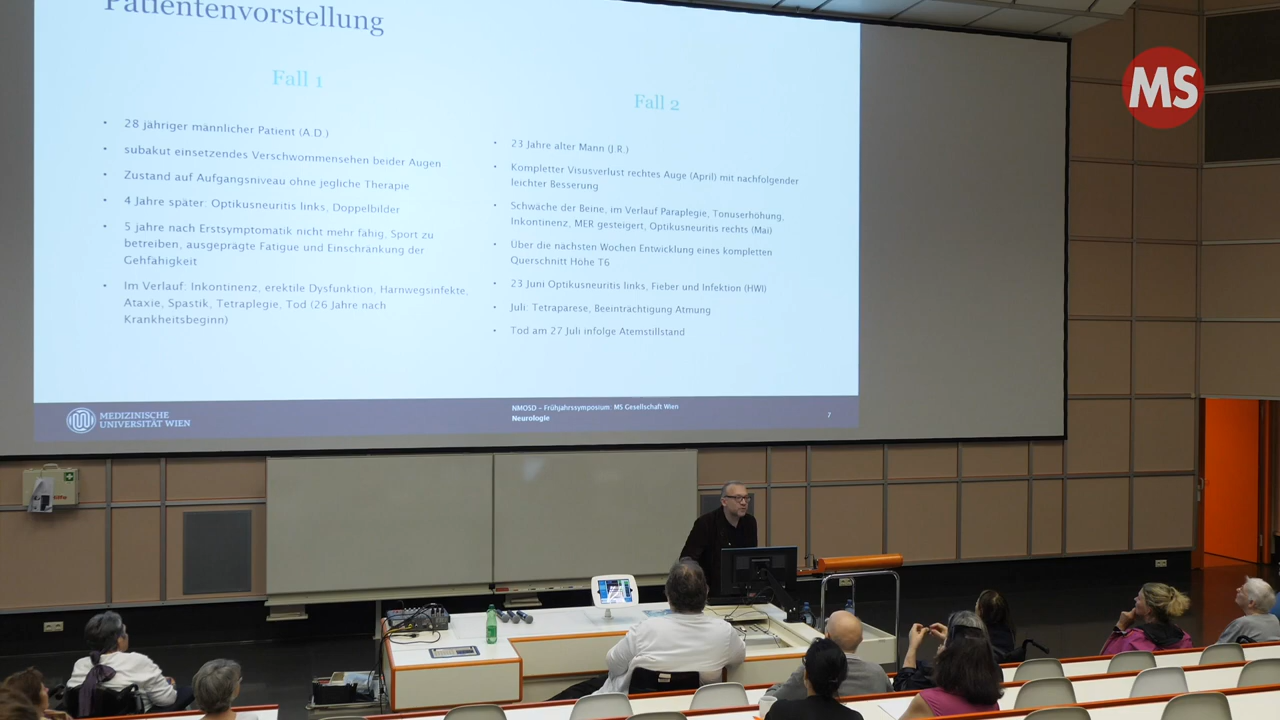 Patientenvorstellung
Fall 1
• 28 jähriger männlicher Patient (A.D.)
• subakut einsetzendes Verschwommensehen beider Augen
• Zustand auf Aufgangsniveau ohne jegliche Therapie
• 4 Jahre später: Optikusneuritis links, Doppelbilder
• 5 jahre nach Erstsymptomatik nicht mehr fähig, Sport zu
betreiben, ausgeprägte Fatigue und Einschränkung der
Gehfähigkeit
• Im Verlauf: Inkontinenz, erektile Dysfunktion, Harnwegsinfekte,
Ataxie, Spastik, Tetraplegie, Tod (26 Jahre nach
Krankheitsbeginn)
Fall 2
• 23 Jahre alter Mann (J.R.)
• Kompletter Visusverlust rechtes Auge (April) mit nachfolgender
leichter Besserung
• Schwäche der Beine, im Verlauf Paraplegie, Tonuserhöhung,
Inkontinenz, MER gesteigert, Optikusneuritis rechts (Mai)
• Über die nächsten Wochen Entwicklung eines kompletten
Querschnitt Höhe T6
• 23 Juni Optikusneuritis links, Fieber und Infektion (HWI)
• Juli: Tetraparese, Beeinträchtigung Atmung
• Tod am 27 Juli infolge Atemstillstand
MEDIZINISCHE
UNIVERSITÄT WIEN
NMOSD – Frühjahrssymposium: MS Gesellschaft Wien
Neurologie
7
MS